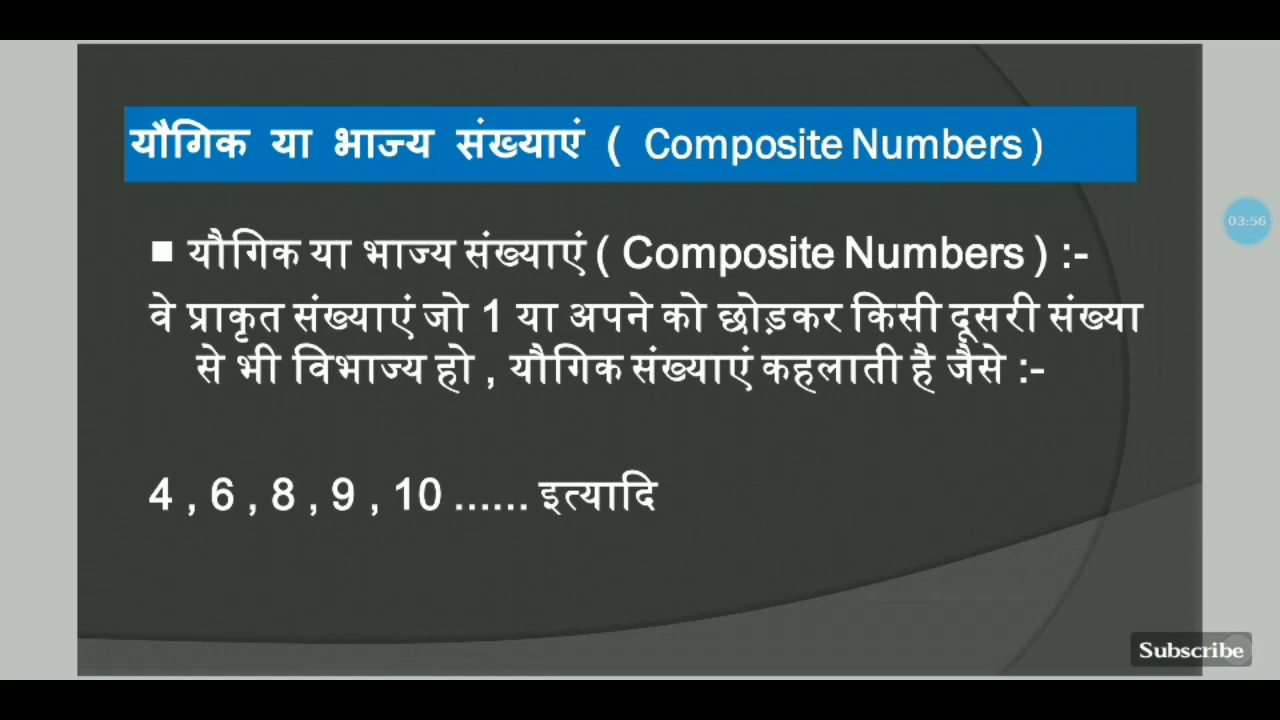 यौगिक या भाज्य संख्याएं ( Composite Numbers )
■ यौगिक या भाज्य संख्याएं ( Composite Numbers ) :-
वे प्राकृत संख्याएं जो 1 या अपने को छोड़कर किसी दूसरी संख्या
से भी विभाज्य हो , यौगिक संख्याएं कहलाती है जैसे :-
4 , 6 , 8 , 9 , 10 ...... इत्यादि
03:56
Subscribe